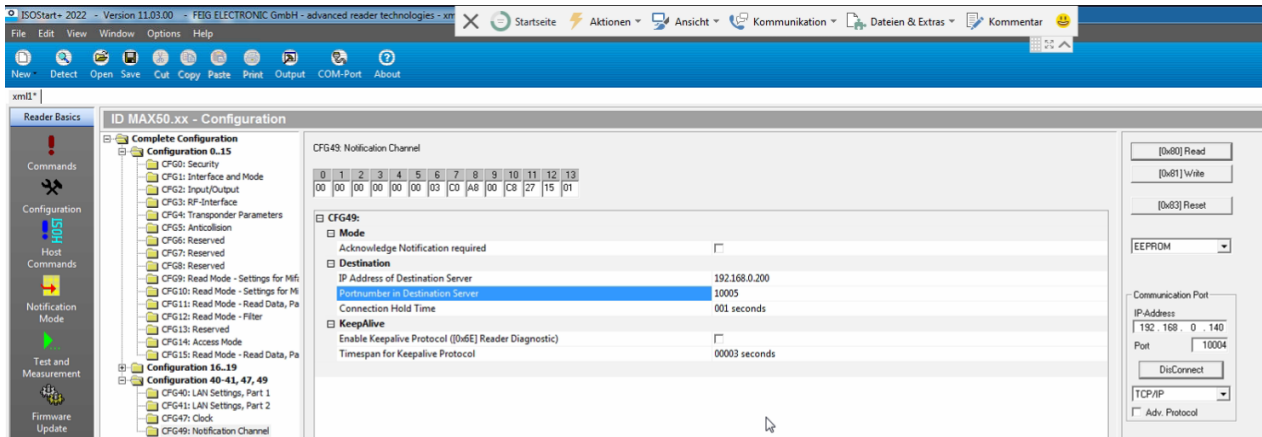 ISOStart+ 2022 - Version 11.03.00 - FEIG ELECTRONIC GmbH - advanced reader technologies - xm
Startseite Aktionen Ansicht Kommunikation Dateien & Extras Kommentar
File Edit View Window Options Help
New Detect Open Save Cut Copy Paste Print Output COM-Port About
xml1*
Reader Basics
Commands
Configuration
HOSI
Host
Commands
Notification
Mode
Test and
Measurement
Firmware
Update
ID MAX50.xx - Configuration
Complete Configuration
Configuration 0..15
CFG0: Security
CFG1: Interface and Mode
CFG2: Input/Output
CFG3: RF-Interface
CFG4: Transponder Parameters
CFG5: Anticollision
CFG6: Reserved
CFG7: Reserved
CFG8: Reserved
CFG9: Read Mode - Settings for Mifa
CFG10: Read Mode - Settings for Mi
CFG11: Read Mode - Read Data, Pa
CFG12: Read Mode - Filter
CFG13: Reserved
CFG14: Access Mode
CFG15: Read Mode - Read Data, Pa
Configuration 16..19
Configuration 40-41, 47, 49
CFG40: LAN Settings, Part 1
CFG41: LAN Settings, Part 2
CFG47: Clock
CFG49: Notification Channel
CFG49: Notification Channel
0 1 2 3 4 5 6 7 8 9 10 11 12 13
00 00 00 00 00 00 03 C0 A8 00 C8 27 15 01
CFG49:
Mode
Acknowledge Notification required
Destination
IP Address of Destination Server 192.168.0.200
Portnumber in Destination Server 10005
Connection Hold Time 001 seconds
KeepAlive
Enable Keepalive Protocol ([0x6E] Reader Diagnostic)
Timespan for Keepalive Protocol 00003 seconds
[0x80] Read
[0x81] Write
[0x83] Reset
EEPROM
Communication Port
IP-Address
192 . 168 . 0 . 140
Port 10004
DisConnect
TCP/IP
Adv. Protocol